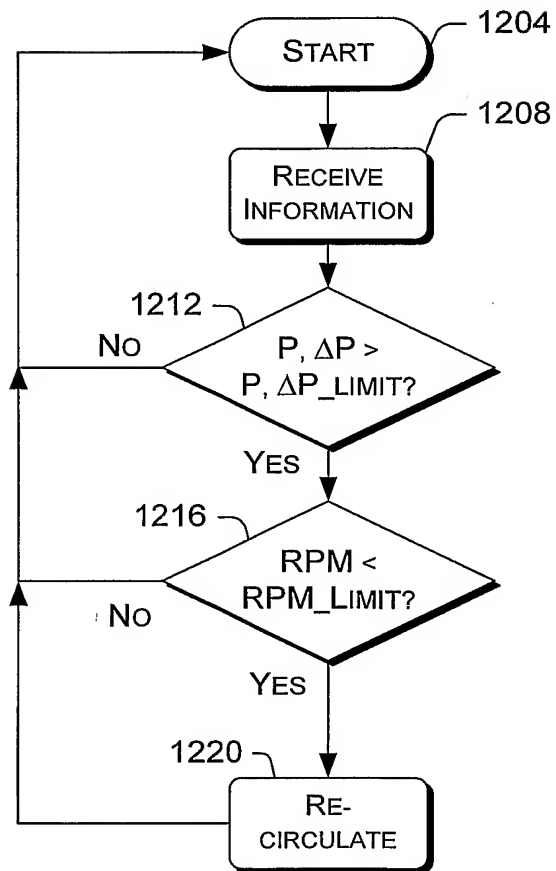 START
1204
RECEIVE
INFORMATION
1208
1212
P, ΔP >
P, ΔP_LIMIT?
NO
YES
1216
RPM <
RPM_LIMIT?
NO
YES
1220
RE-
CIRCULATE